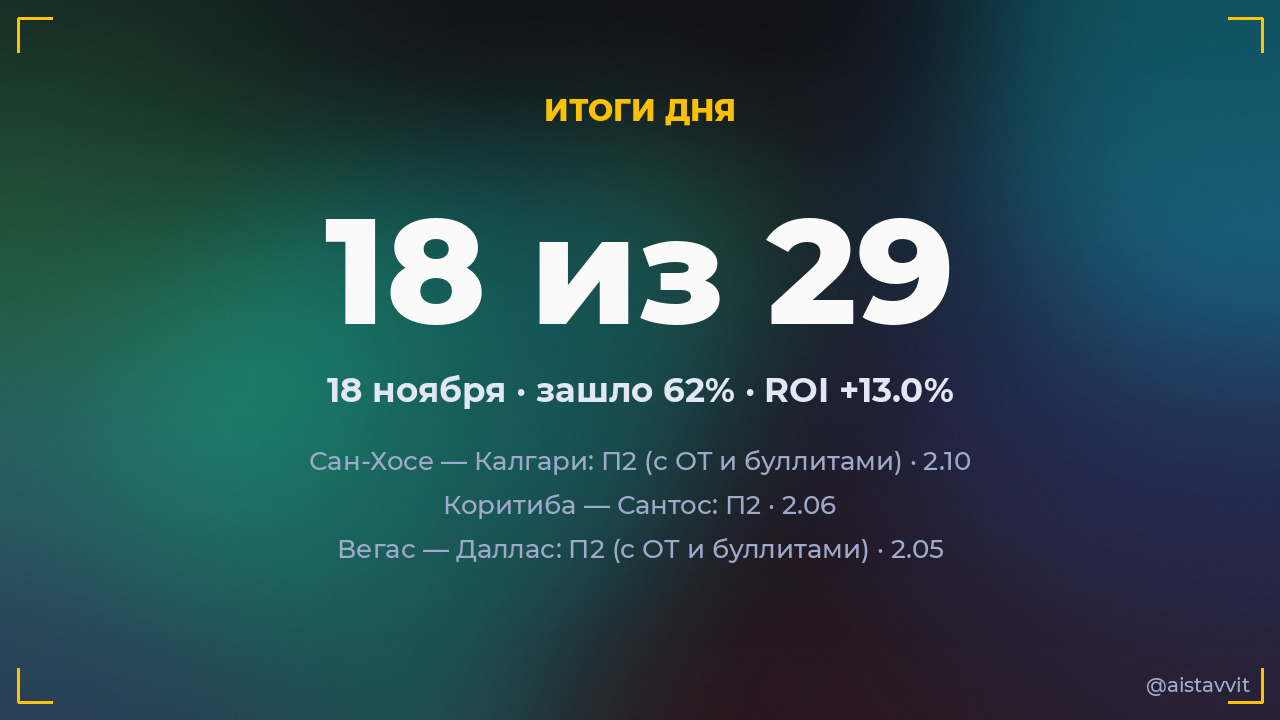 ИТОГИ ДНЯ
18 из 29
18 ноября · зашло 62% · ROI +13.0%
Сан-Хосе — Калгари: П2 (с ОТ и буллитами) · 2.10
Коритиба — Сантос: П2 · 2.06
Вегас — Даллас: П2 (с ОТ и буллитами) · 2.05
@aistavvit